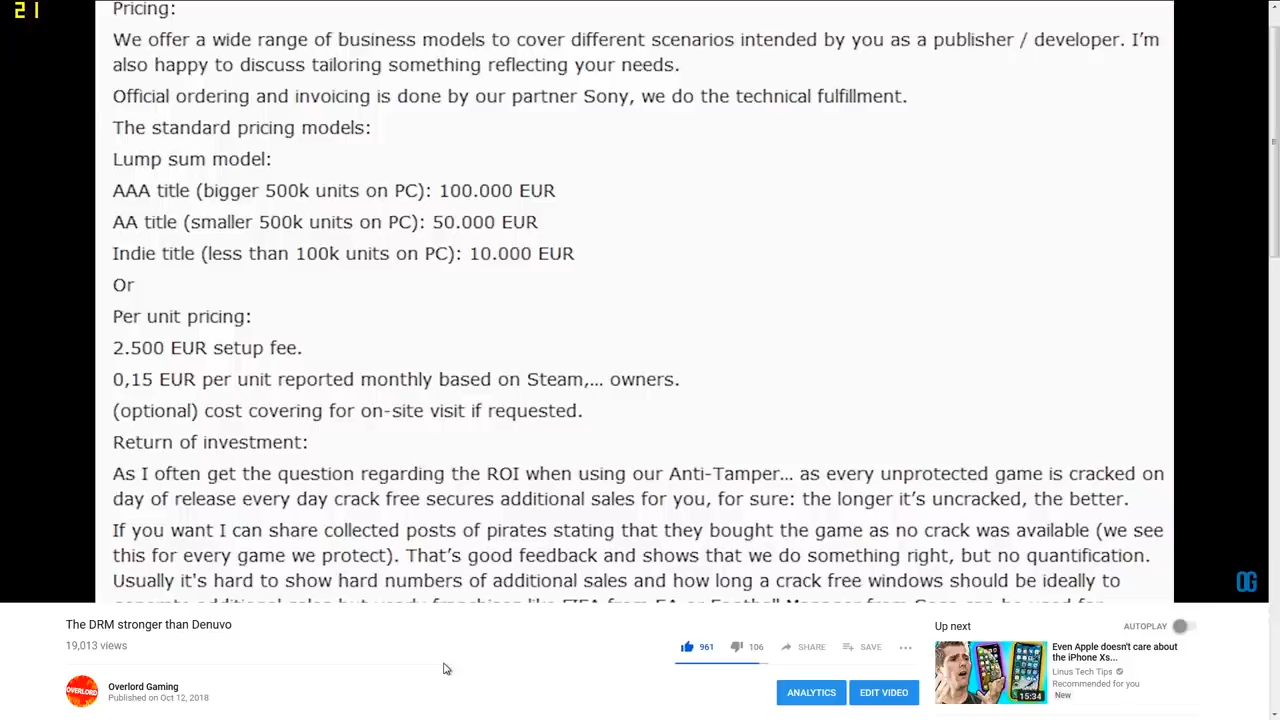 21
Pricing:
We offer a wide range of business models to cover different scenarios intended by you as a publisher / developer. I'm
also happy to discuss tailoring something reflecting your needs.
Official ordering and invoicing is done by our partner Sony, we do the technical fulfillment.
The standard pricing models:
Lump sum model:
AAA title (bigger 500k units on PC): 100.000 EUR
AA title (smaller 500k units on PC): 50.000 EUR
Indie title (less than 100k units on PC): 10.000 EUR
Or
Per unit pricing:
2.500 EUR setup fee.
0,15 EUR per unit reported monthly based on Steam,... owners.
(optional) cost covering for on-site visit if requested.
Return of investment:
As I often get the question regarding the ROI when using our Anti-Tamper... as every unprotected game is cracked on
day of release every day crack free secures additional sales for you, for sure: the longer it's uncracked, the better.
If you want I can share collected posts of pirates stating that they bought the game as no crack was available (we see
this for every game we protect). That's good feedback and shows that we do something right, but no quantification.
Usually it's hard to show hard numbers of additional sales and how long a crack free windows should be ideally to
OG
The DRM stronger than Denuvo
19,013 views
961
106
SHARE
SAVE
Overlord Gaming
Published on Oct 12, 2018
OVERLORD
ANALYTICS
EDIT VIDEO
Up next
AUTOPLAY
Even Apple doesn't care about
the iPhone Xs...
Linus Tech Tips
Recommended for you
New
15:34